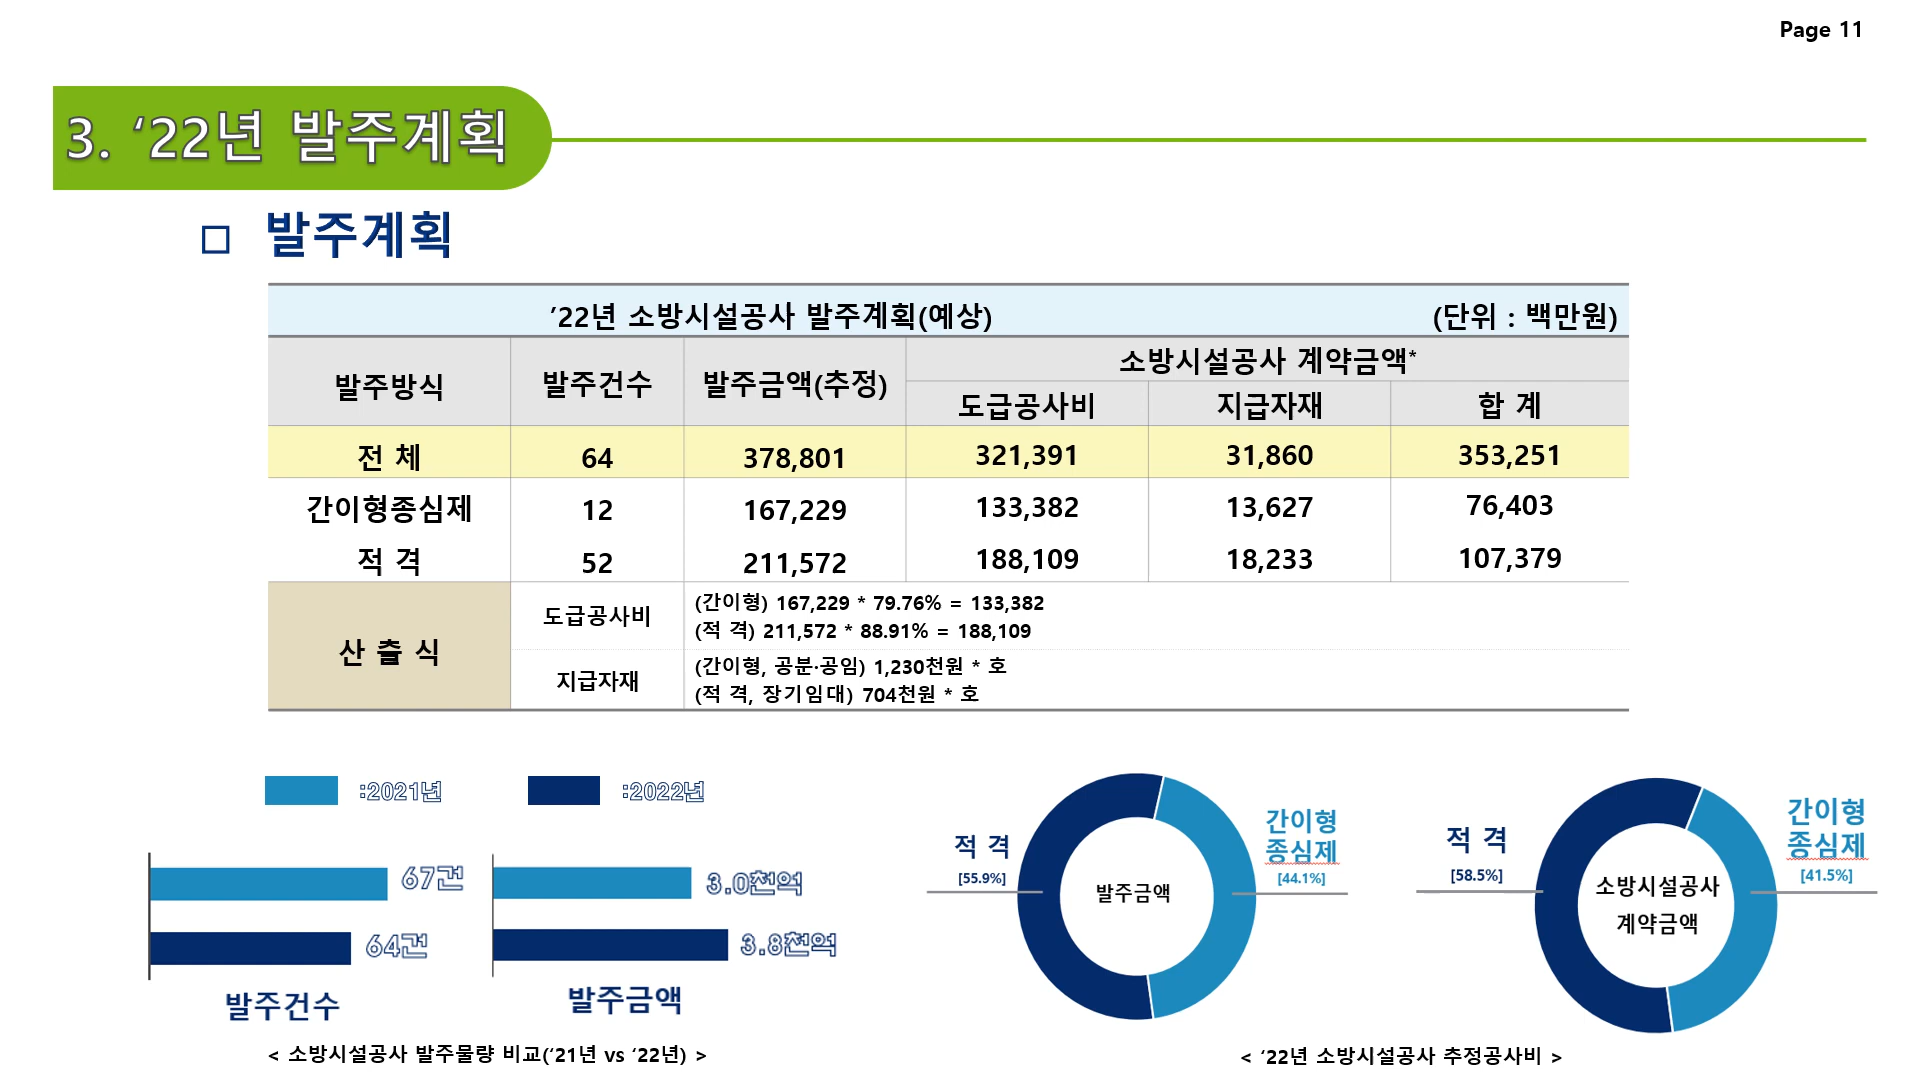 Page 11
3. ‘22년 발주계획
□ 발주계획
’22년 소방시설공사 발주계획(예상) (단위 : 백만원)
발주방식 발주건수 발주금액(추정) 소방시설공사 계약금액*
도급공사비 지급자재 합 계
전 체 64 378,801 321,391 31,860 353,251
간이형종심제 12 167,229 133,382 13,627 76,403
적 격 52 211,572 188,109 18,233 107,379
산 출 식
도급공사비
(간이형) 167,229 * 79.76% = 133,382
(적 격) 211,572 * 88.91% = 188,109
지급자재
(간이형, 공분·공임) 1,230천원 * 호
(적 격, 장기임대) 704천원 * 호
:2021년 :2022년
67건
64건
발주건수
3.0천억
3.8천억
발주금액
< 소방시설공사 발주물량 비교(‘21년 vs ‘22년) >
적 격
[55.9%]
발주금액
간이형
종심제
[44.1%]
적 격
[58.5%]
소방시설공사
계약금액
간이형
종심제
[41.5%]
< ‘22년 소방시설공사 추정공사비 >